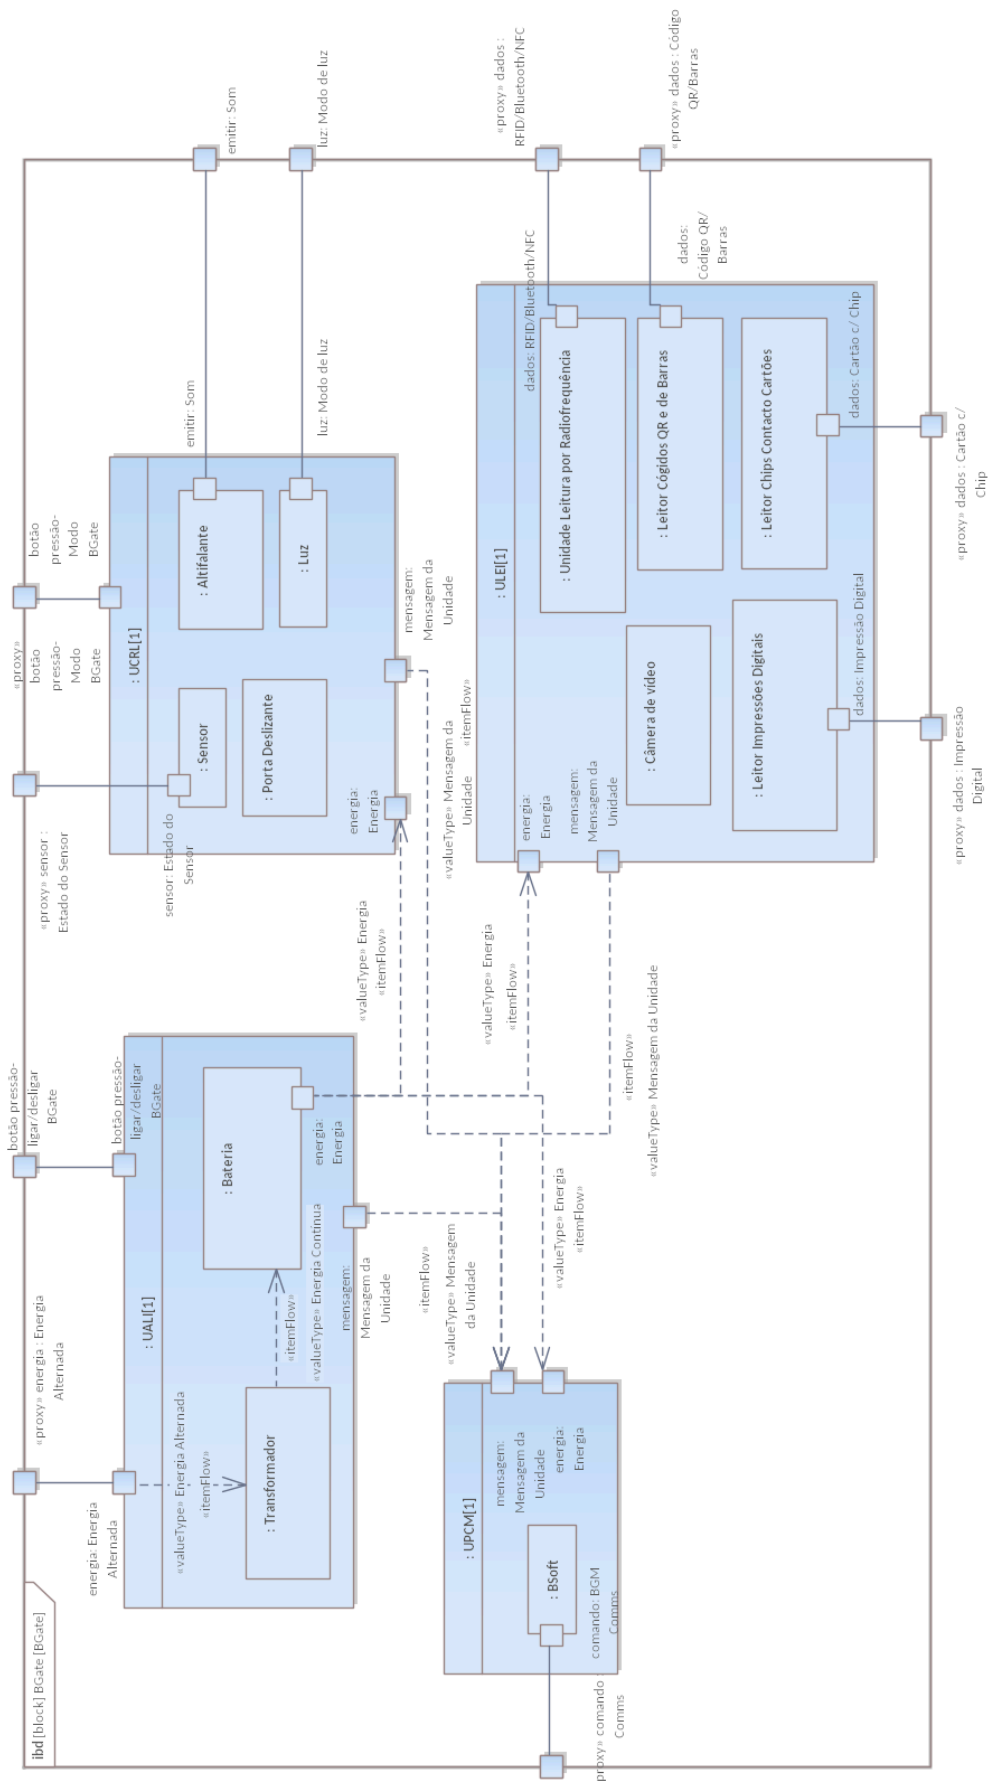 ibd [block] BGate [BGate]
«proxy» energia : Energia
Alternada
botão pressão-
ligar/desligar
BGate
«proxy» sensor :
Estado do Sensor
«proxy»
botão
pressão-
Modo
BGate
botão
pressão-
Modo
BGate
energia: Energia
Alternada
botão pressão-
ligar/desligar
BGate
: UALI[1]
«valueType» Energia Alternada
«itemFlow»
: Transformador
«itemFlow»
«valueType» Energia Contínua
: Bateria
energia:
Energia
mensagem:
Mensagem da
Unidade
: UCRL[1]
sensor: Estado do
Sensor
: Sensor
: Porta Deslizante
: Altifalante
: Luz
emitir: Som
luz: Modo de luz
emitir: Som
luz: Modo de luz
energia:
Energia
mensagem:
Mensagem da
Unidade
«valueType» Energia
«itemFlow»
«valueType» Mensagem da
Unidade
«itemFlow»
«itemFlow»
«valueType» Mensagem
da Unidade
«valueType» Energia
«itemFlow»
«valueType» Energia
«itemFlow»
«itemFlow»
«valueType» Mensagem da Unidade
: UPCM[1]
mensagem:
Mensagem da
Unidade
energia:
Energia
: BSoft
comando: BGM
Comms
proxy» comando :
Comms
: ULEI[1]
energia:
Energia
mensagem:
Mensagem da
Unidade
dados: RFID/Bluetooth/NFC
: Unidade Leitura por Radiofrequência
: Leitor Cógidos QR e de Barras
: Leitor Chips Contacto Cartões
: Câmera de vídeo
: Leitor Impressões Digitais
dados: Impressão Digital
dados: Cartão c/ Chip
dados:
Código QR/
Barras
«proxy» dados :
RFID/Bluetooth/NFC
«proxy» dados : Código
QR/Barras
«proxy» dados : Impressão
Digital
«proxy» dados : Cartão c/
Chip